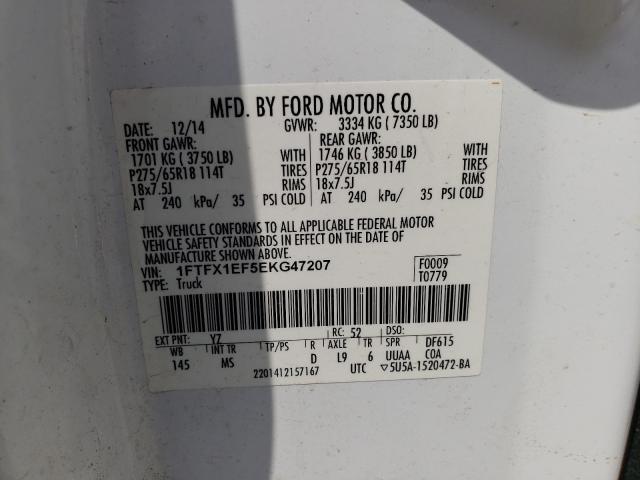 MFD. BY FORD MOTOR CO.
DATE: 12/14 GVWR: 3334 KG ( 7350 LB)
FRONT GAWR: REAR GAWR:
1701 KG ( 3750 LB) WITH 1746 KG ( 3850 LB) WITH
P275/65R18 114T TIRES P275/65R18 114T TIRES
18x7.5J RIMS 18x7.5J RIMS
AT 240 kPa/ 35 PSI COLD AT 240 kPa/ 35 PSI COLD
THIS VEHICLE CONFORMS TO ALL APPLICABLE FEDERAL MOTOR
VEHICLE SAFETY STANDARDS IN EFFECT ON THE DATE OF
MANUFACTURE SHOWN ABOVE.
VIN: 1FTFX1EF5EKG47207 F0009
TYPE: Truck T0779
EXT PNT: YZ RC: 52 DSO:
WB INT TR TP/PS R AXLE TR SPR DF615
145 MS D L9 6 UUAA COA
2201412157167 UTC ▽5U5A-1520472-BA